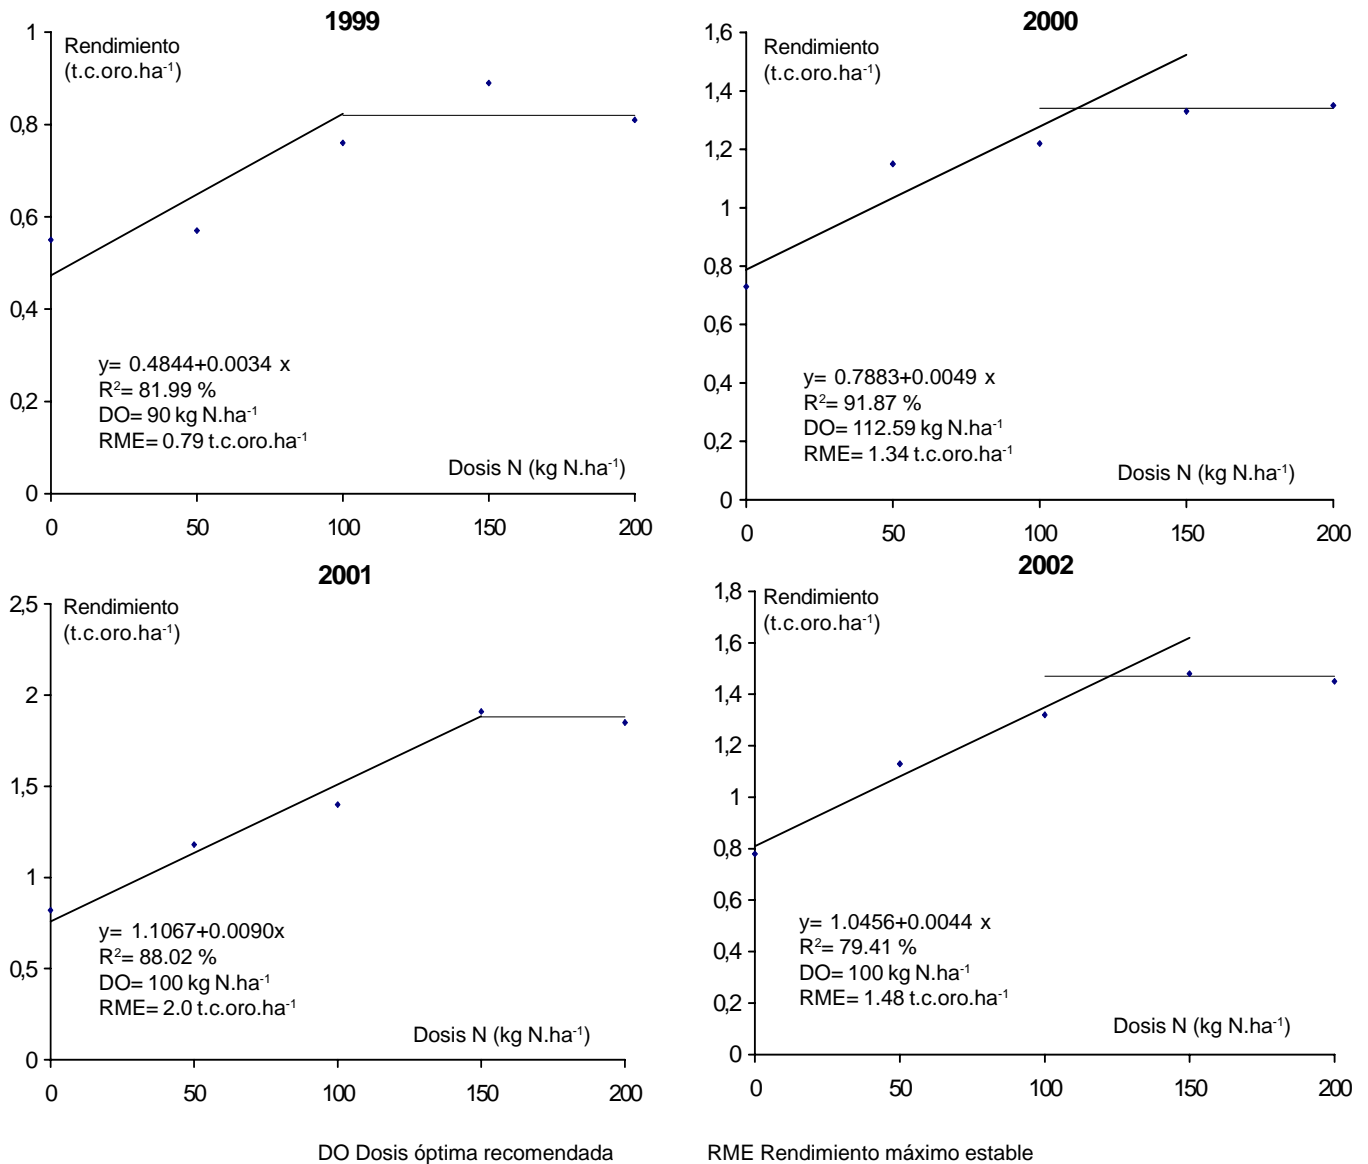 1999
Rendimiento
(t.c.oro.ha-1)
1
0,8
0,6
0,4
0,2
0
y= 0.4844+0.0034 x
R2= 81.99 %
DO= 90 kg N.ha-1
RME= 0.79 t.c.oro.ha-1
Dosis N (kg N.ha-1)
0 50 100 150 200
2000
Rendimiento
(t.c.oro.ha-1)
1,6
1,4
1,2
1
0,8
0,6
0,4
0,2
0
y= 0.7883+0.0049 x
R2= 91.87 %
DO= 112.59 kg N.ha-1
RME= 1.34 t.c.oro.ha-1
Dosis N (kg N.ha-1)
0 50 100 150 200
2001
Rendimiento
(t.c.oro.ha-1)
2,5
2
1,5
1
0,5
0
y= 1.1067+0.0090x
R2= 88.02 %
DO= 100 kg N.ha-1
RME= 2.0 t.c.oro.ha-1
Dosis N (kg N.ha-1)
0 50 100 150 200
2002
Rendimiento
(t.c.oro.ha-1)
1,8
1,6
1,4
1,2
1
0,8
0,6
0,4
0,2
0
y= 1.0456+0.0044 x
R2= 79.41 %
DO= 100 kg N.ha-1
RME= 1.48 t.c.oro.ha-1
Dosis N (kg N.ha-1)
0 50 100 150 200
DO Dosis óptima recomendada RME Rendimiento máximo estable